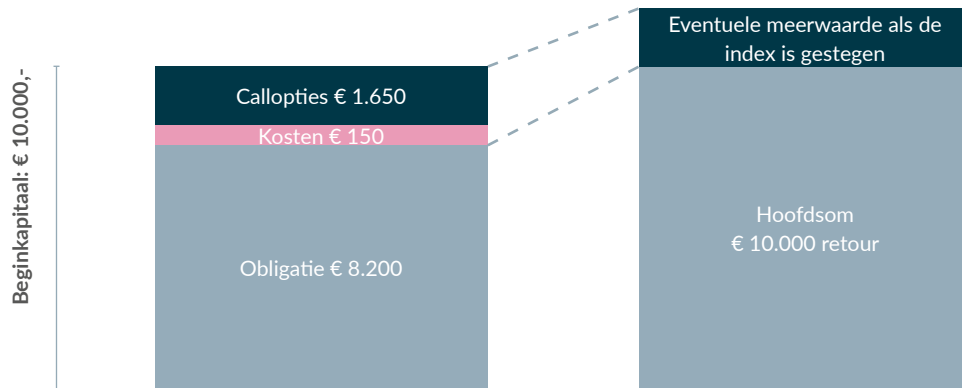 Beginkapitaal: € 10.000,-
Callopties € 1.650
Kosten € 150
Obligatie € 8.200
Eventuele meerwaarde als de
index is gestegen
Hoofdsom
€ 10.000 retour